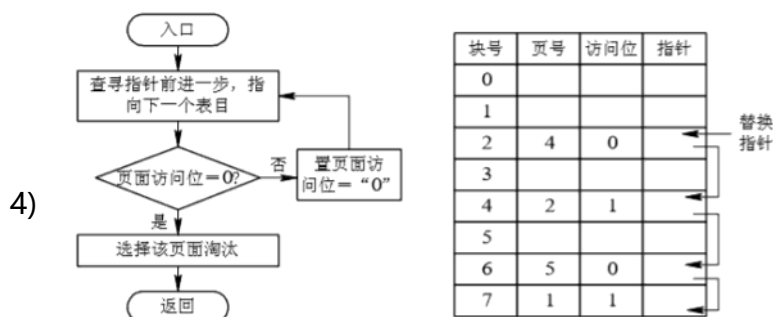 4)
入口
查寻指针前进一步，指
向下一个表目
页面访问位=0?
否
置页面访
问位=“0”
是
选择该页面淘汰
返回
块号 页号 访问位 指针
0
1
2 4 0
3
4 2 1
5
6 5 0
7 1 1
替换
指针